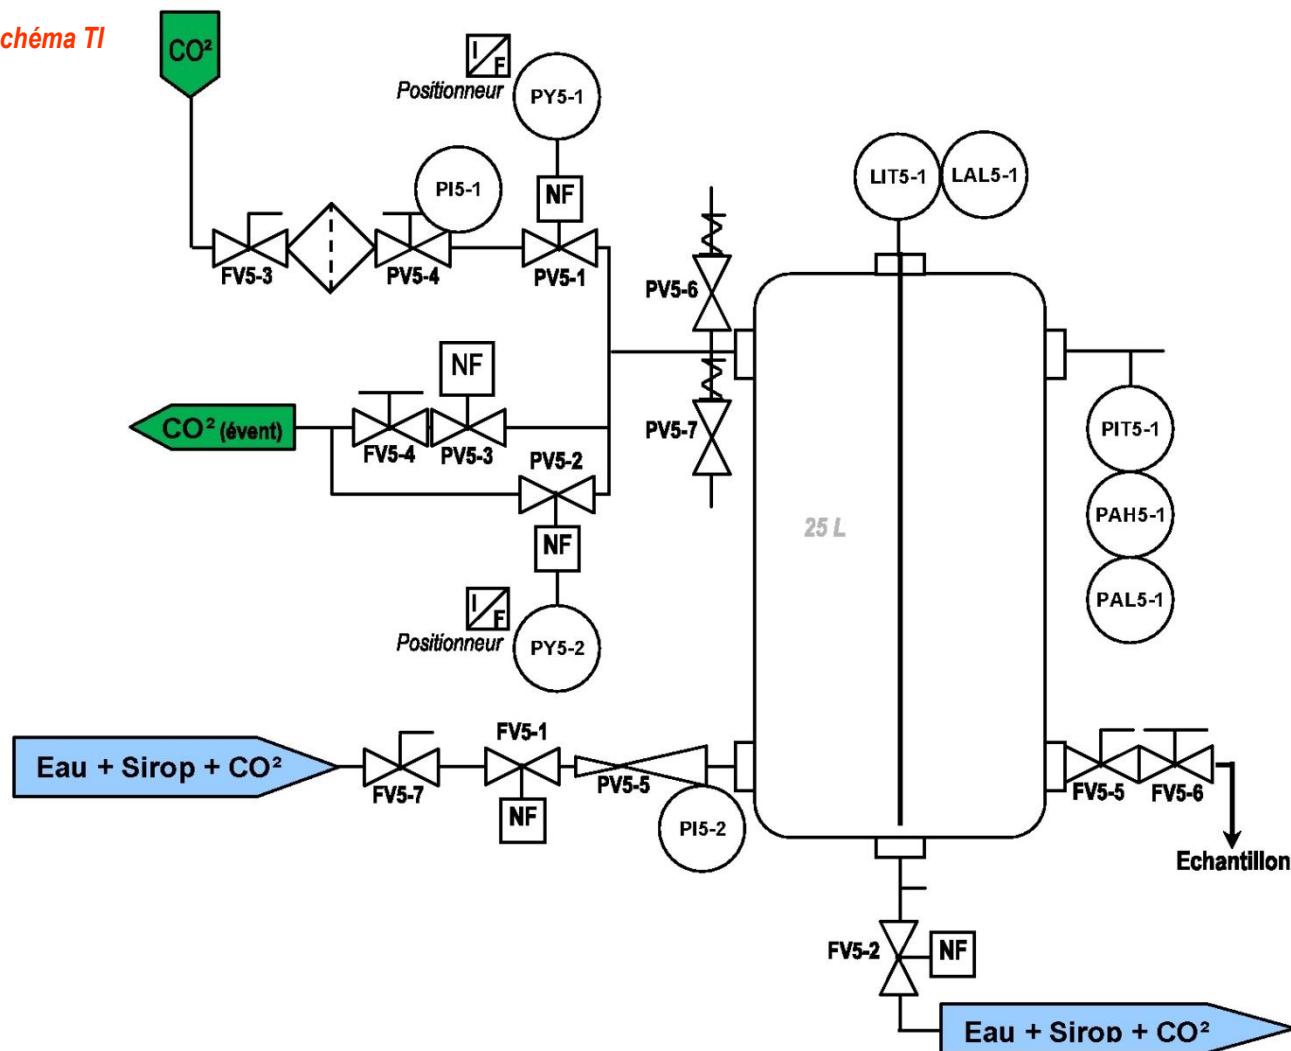 chéma TI
CO²
I/F
Positionneur
PY5-1
PI5-1
NF
FV5-3
PV5-4
PV5-1
LIT5-1
LAL5-1
PV5-6
NF
CO² (évent)
FV5-4
PV5-3
PV5-2
PV5-7
PIT5-1
NF
PAH5-1
25 L
PAL5-1
I/F
Positionneur
PY5-2
FV5-1
Eau + Sirop + CO²
FV5-7
NF
PV5-5
PI5-2
FV5-5
FV5-6
Echantillon
FV5-2
NF
Eau + Sirop + CO²